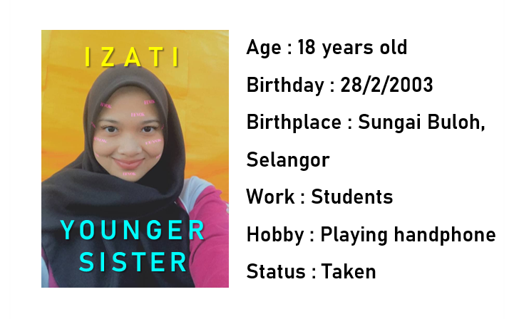 IZATI
YOUNGER
SISTER
Age : 18 years old
Birthday : 28/2/2003
Birthplace : Sungai Buloh,
Selangor
Work : Students
Hobby : Playing handphone
Status : Taken